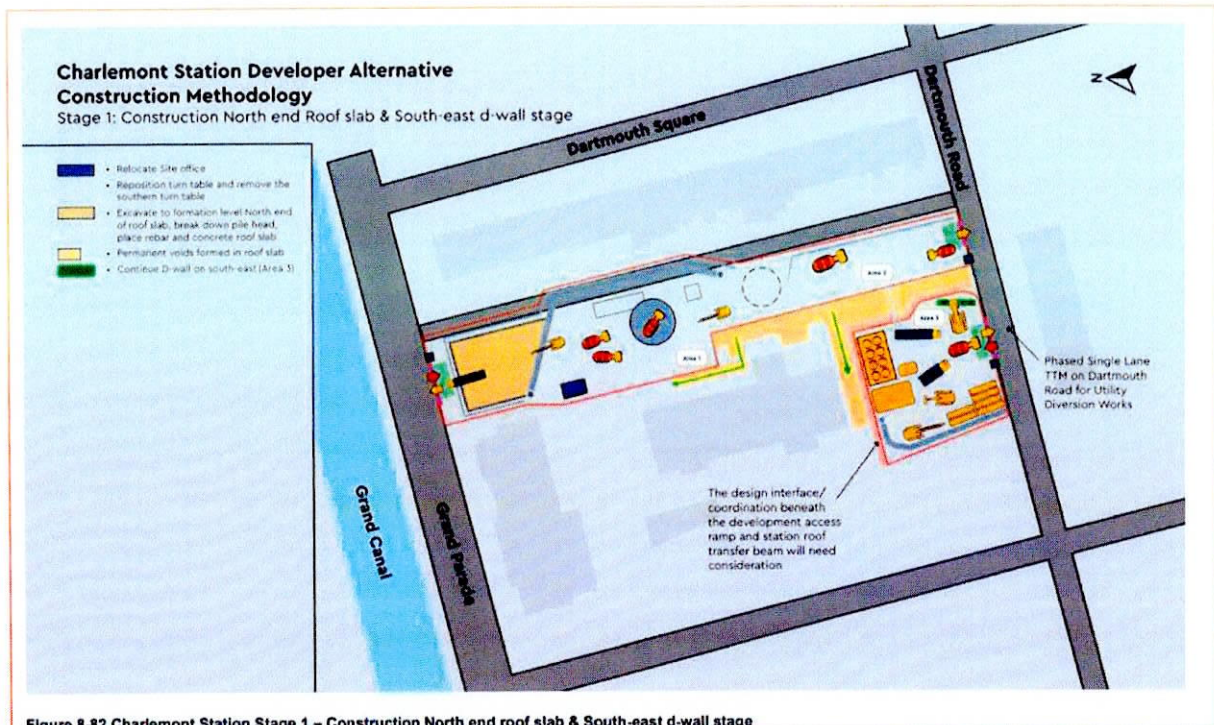 Charlemont Station Developer Alternative
Construction Methodology
Stage 1: Construction North end Roof slab & South-east d-wall stage
• Relocate Site office
• Reposition turn table and remove the
southern turn table
• Excavate to formation level North end
of roof slab, break down pile head,
place rebar and concrete roof slab
• Permanent voids formed in roof slab
• Continue D-wall on south-east (Area 3)
Dartmouth Square
Dartmouth Road
N
Area 2
Area 3
Area 1
Phased Single Lane
TTM on Dartmouth
Road for Utility
Diversion Works
The design interface/
coordination beneath
the development access
ramp and station roof
transfer beam will need
consideration
Grand Canal
Grand Parade
Figure 8.82 Charlemont Station Stage 1 – Construction North end roof slab & South-east d-wall stage